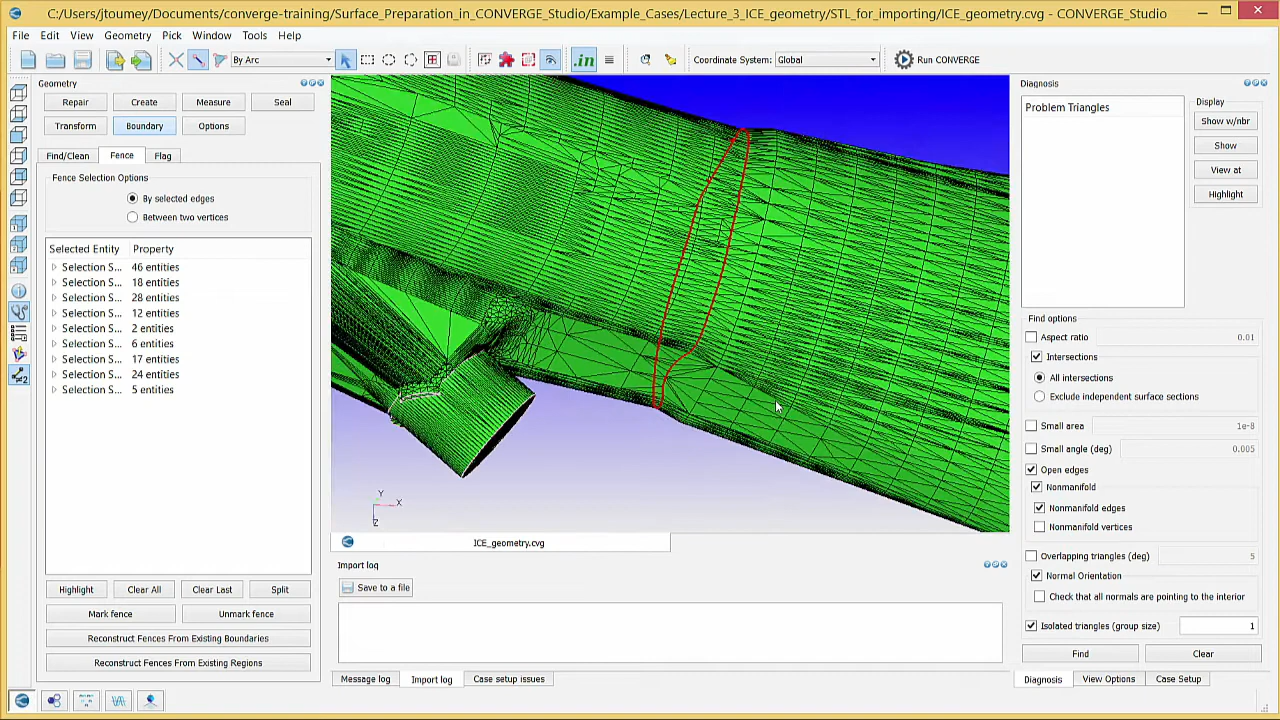 C:/Users/jtoumey/Documents/converge-training/Surface_Preparation_in_CONVERGE_Studio/Example_Cases/Lecture_3_ICE_geometry/STL_for_importing/ICE_geometry.cvg - CONVERGE_Studio
File Edit View Geometry Pick Window Tools Help
By Arc .in Coordinate System: Global Run CONVERGE
Geometry
Repair Create Measure Seal
Transform Boundary Options
Find/Clean Fence Flag
Fence Selection Options
By selected edges
Between two vertices
Selected Entity Property
Selection S... 46 entities
Selection S... 18 entities
Selection S... 28 entities
Selection S... 12 entities
Selection S... 2 entities
Selection S... 6 entities
Selection S... 17 entities
Selection S... 24 entities
Selection S... 5 entities
Highlight Clear All Clear Last Split
Mark fence Unmark fence
Reconstruct Fences From Existing Boundaries
Reconstruct Fences From Existing Regions
Y
X
Z
ICE_geometry.cvg
Import log
Save to a file
Message log Import log Case setup issues
Diagnosis
Problem Triangles
Display
Show w/nbr
Show
View at
Highlight
Find options
Aspect ratio 0.01
Intersections
All intersections
Exclude independent surface sections
Small area 1e-8
Small angle (deg) 0.005
Open edges
Nonmanifold
Nonmanifold edges
Nonmanifold vertices
Overlapping triangles (deg) 5
Normal Orientation
Check that all normals are pointing to the interior
Isolated triangles (group size) 1
Find Clear
Diagnosis View Options Case Setup